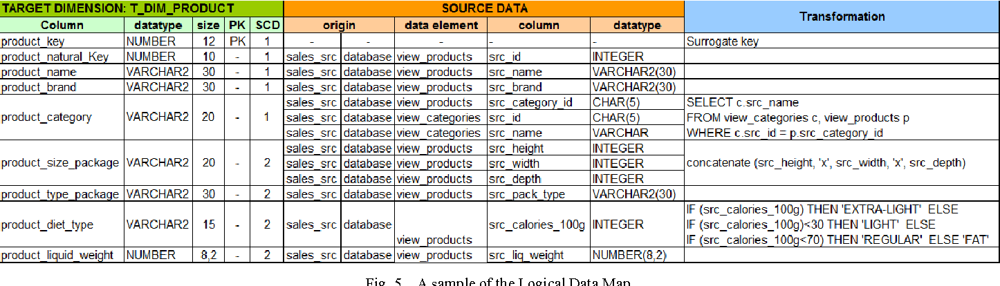 TARGET DIMENSION: T_DIM_PRODUCT SOURCE DATA Transformation
Column datatype size PK SCD origin data element column datatype
product_key NUMBER 12 PK 1 - - - - - Surrogate key
product_natural_Key NUMBER 10 - 1 sales_src database view_products src_id INTEGER
product_name VARCHAR2 30 - 1 sales_src database view_products src_name VARCHAR2(30)
product_brand VARCHAR2 30 - 1 sales_src database view_products src_brand VARCHAR2(30)
sales_src database view_products src_category_id CHAR(5) SELECT c.src_name
product_category VARCHAR2 20 - 1 sales_src database view_categories src_id CHAR(5) FROM view_categories c, view_products p
sales_src database view_categories src_name VARCHAR WHERE c.src_id = p.src_category_id
sales_src database view_products src_height INTEGER
product_size_package VARCHAR2 20 - 2 sales_src database view_products src_width INTEGER concatenate (src_height, 'x', src_width, 'x', src_depth)
sales_src database view_products src_depth INTEGER
product_type_package VARCHAR2 30 - 2 sales_src database view_products src_pack_type VARCHAR2(30)
IF (src_calories_100g) THEN 'EXTRA-LIGHT' ELSE
product_diet_type VARCHAR2 15 - 2 sales_src database src_calories_100g INTEGER IF (src_calories_100g)<30 THEN 'LIGHT' ELSE
view_products IF (src_calories_100g<70) THEN 'REGULAR' ELSE 'FAT'
product_liquid_weight NUMBER 8,2 - 2 sales_src database view_products src_liq_weight NUMBER(8,2)
Fig. 5. A sample of the Logical Data Map